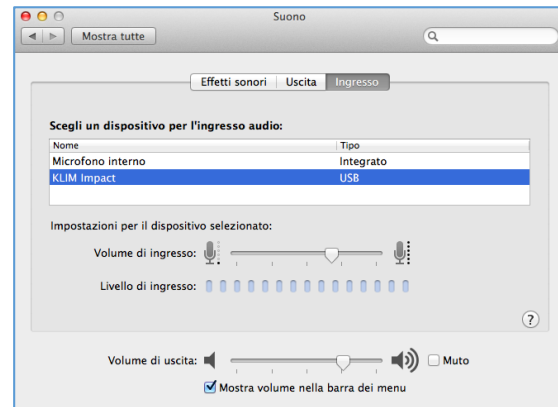 Suono
Mostra tutte
Effetti sonori Uscita Ingresso
Scegli un dispositivo per l'ingresso audio:
Nome Tipo
Microfono interno Integrato
KLIM Impact USB
Impostazioni per il dispositivo selezionato:
Volume di ingresso:
Livello di ingresso:
?
Volume di uscita: Muto
Mostra volume nella barra dei menu